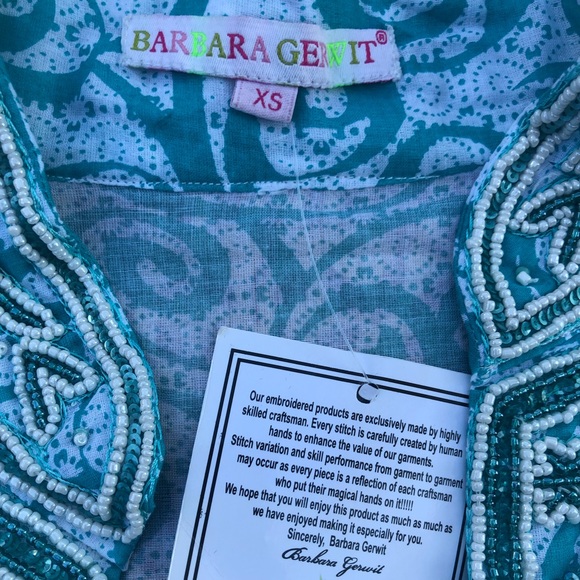 BARBARA GERWIT®
XS
Our embroidered products are exclusively made by highly
skilled craftsman. Every stitch is carefully created by human
hands to enhance the value of our germents.
Stitch variation and skill performance from garment to garment
may occur as every piece is a reflection of each craftsman
who put their magical hands on it!!!!!
We hope that you will enjoy this product as much as much as
we have enjoyed making it especially for you.
Sincerely, Barbara Gerwit
Barbara Gerwit